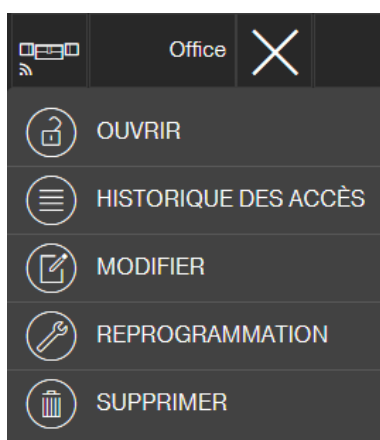 Office
OUVRIR
HISTORIQUE DES ACCÈS
MODIFIER
REPROGRAMMATION
SUPPRIMER